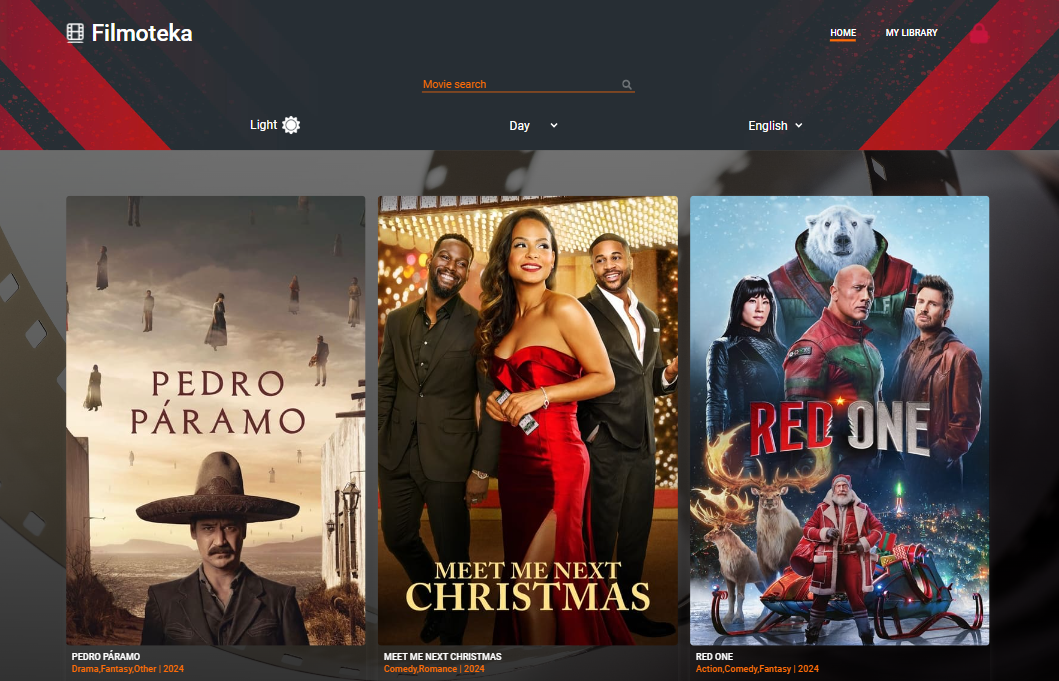 Filmoteka
HOME
MY LIBRARY
Movie search
Light
Day
English
PEDRO
PÁRAMO
MEET ME NEXT
CHRISTMAS
RED ONE
PEDRO PÁRAMO
Drama,Fantasy,Other | 2024
MEET ME NEXT CHRISTMAS
Comedy,Romance | 2024
RED ONE
Action,Comedy,Fantasy | 2024